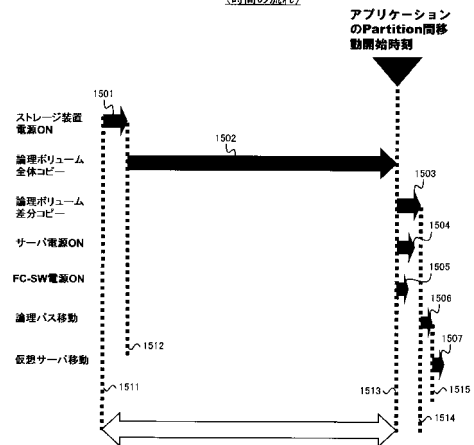 (時間の流れ)
アプリケーション
のPartition間移
動開始時刻
1501
ストレージ装置
電源ON
1502
論理ボリューム
全体コピー
1503
論理ボリューム
差分コピー
1504
サーバ電源ON
1505
FC-SW電源ON
1506
論理パス移動
1507
仮想サーバ移動
1512
1511
1513
1515
1514